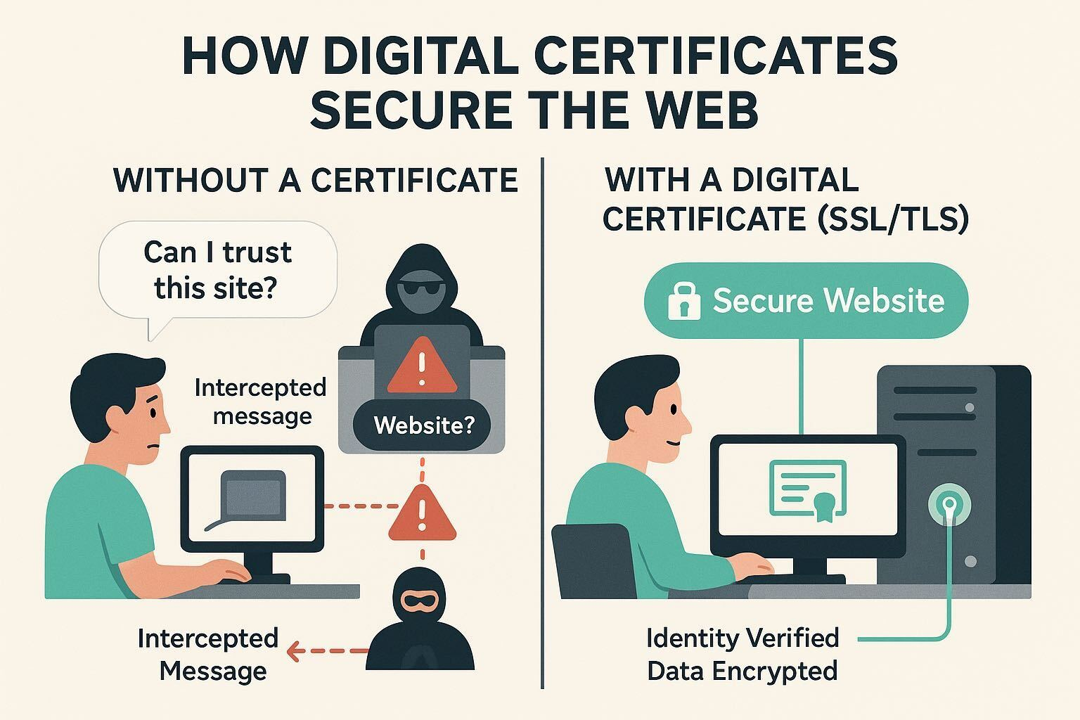 HOW DIGITAL CERTIFICATES
SECURE THE WEB
WITHOUT A CERTIFICATE
Can I trust
this site?
Intercepted
message
Website?
Intercepted
Message
WITH A DIGITAL
CERTIFICATE (SSL/TLS)
Secure Website
Identity Verified
Data Encrypted